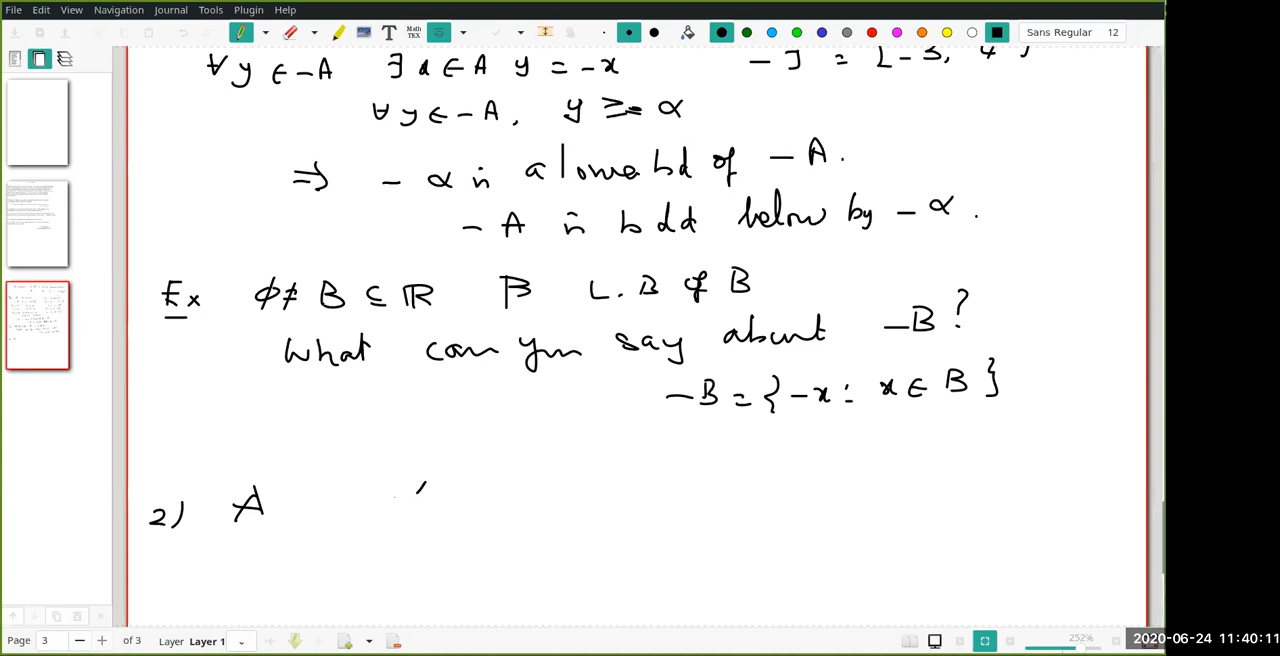 File Edit View Navigation Journal Tools Plugin Help
Sans Regular 12
∀ y ∈ -A ∃ x ∈ A y = -x
∀ y ∈ -A, y ≥ - α
⇒ - α is a lower bd of - A.
- A is bdd below by - α.
Ex φ ≠ B ⊆ ℝ β L.B of B
What can you say about -B?
-B = {-x : x ∈ B}
2) A
Page 3 of 3 Layer Layer 1 252% 2020-06-24 11:40:11